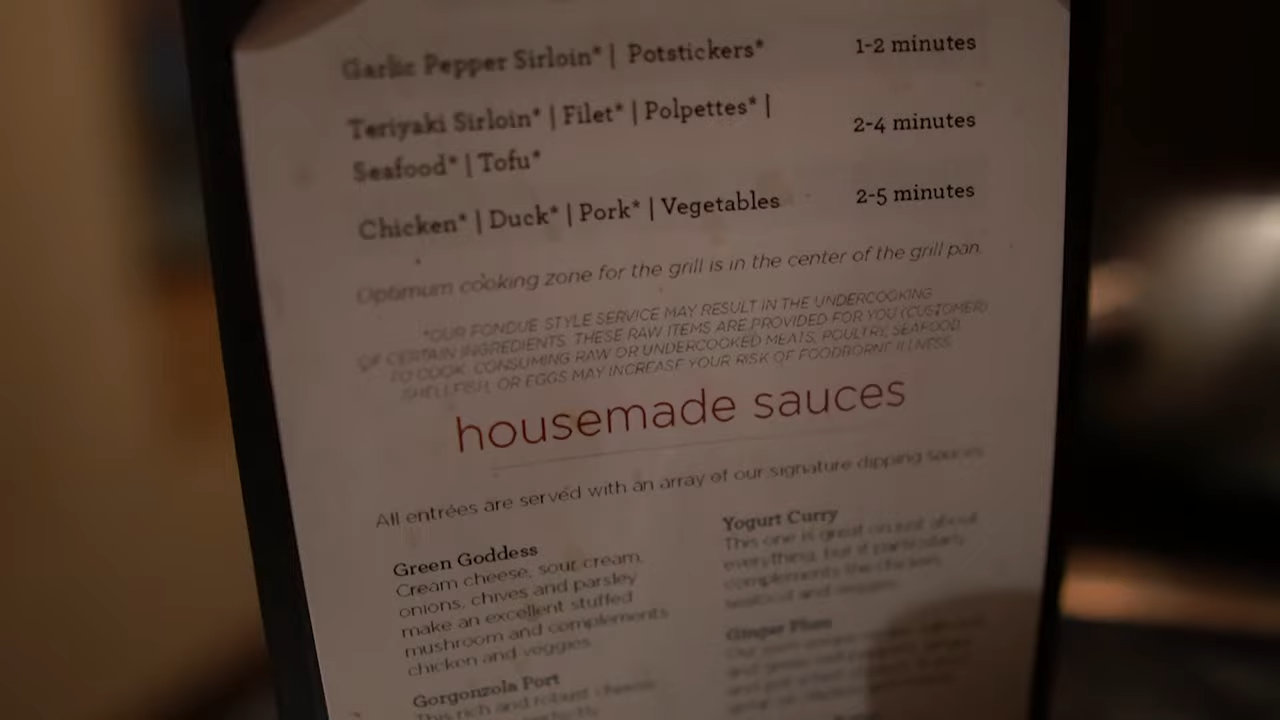 Garlic Pepper Sirloin* | Potstickers* 1-2 minutes
Teriyaki Sirloin* | Filet* | Polpettes* | 2-4 minutes
Seafood* | Tofu*
Chicken* | Duck* | Pork* | Vegetables 2-5 minutes
Optimum cooking zone for the grill is in the center of the grill pan.
*OUR FONDUE-STYLE SERVICE MAY RESULT IN THE UNDERCOOKING
OF CERTAIN INGREDIENTS. THESE RAW ITEMS ARE PROVIDED FOR YOU (CUSTOMER)
TO COOK. CONSUMING RAW OR UNDERCOOKED MEATS, POULTRY, SEAFOOD,
SHELLFISH, OR EGGS MAY INCREASE YOUR RISK OF FOODBORNE ILLNESS.
housemade sauces
All entrées are served with an array of our signature dipping sauces.
Green Goddess
Cream cheese, sour cream,
onions, chives and parsley
make an excellent stuffed
mushroom and complements
chicken and veggies.
Gorgonzola Port
This rich and robust cheese
Yogurt Curry
This one is great on just about
everything, but it particularly
complements the chicken,
seafood and veggies.
Ginger Plum